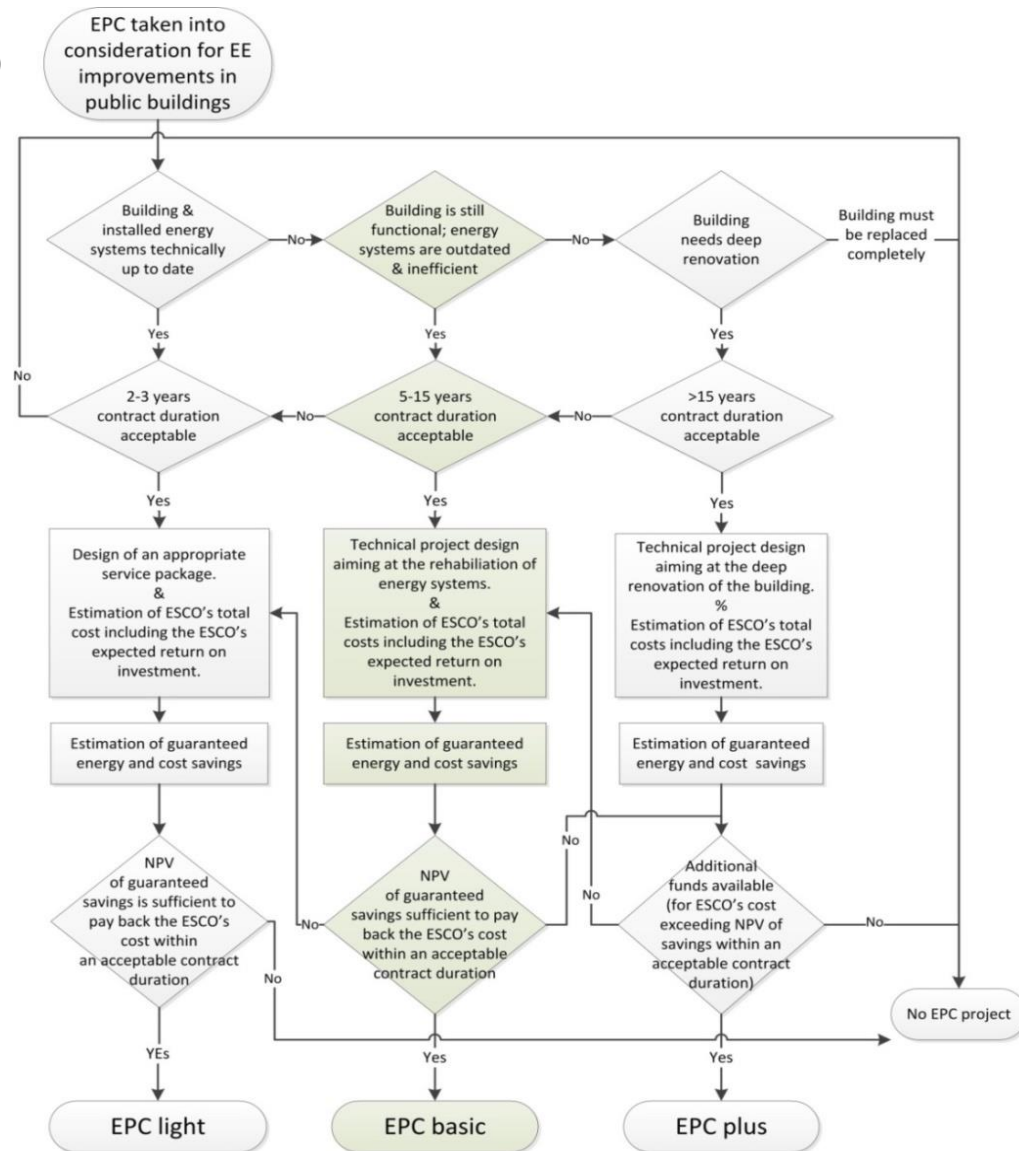 EPC taken into
consideration for EE
improvements in
public buildings
Building &
installed energy
systems technically
up to date
No
Building is still
functional; energy
systems are outdated
& inefficient
No
Building
needs deep
renovation
Building must
be replaced
completely
Yes
Yes
Yes
No
2-3 years
contract duration
acceptable
No
5-15 years
contract duration
acceptable
No
>15 years
contract duration
acceptable
Yes
Yes
Yes
Design of an appropriate
service package.
&
Estimation of ESCO's total
cost including the ESCO's
expected return on
investment.
Technical project design
aiming at the rehabiliation of
energy systems.
&
Estimation of ESCO's total
costs including the ESCO's
expected return on
investment.
Technical project design
aiming at the deep
renovation of the building.
%
Estimation of ESCO's total
costs including the ESCO's
expected return on
investment.
Estimation of guaranteed
energy and cost savings
Estimation of guaranteed
energy and cost savings
Estimation of guaranteed
energy and cost savings
NPV
of guaranteed
savings is sufficient to
pay back the ESCO's
cost within
an acceptable contract
duration
No
No
NPV
of guaranteed
savings sufficient to pay
back the ESCO's cost
within an acceptable
contract duration
No
No
Additional
funds available
(for ESCO's cost
exceeding NPV of
savings within an
acceptable contract
duration)
No
No EPC project
YEs
Yes
Yes
EPC light
EPC basic
EPC plus